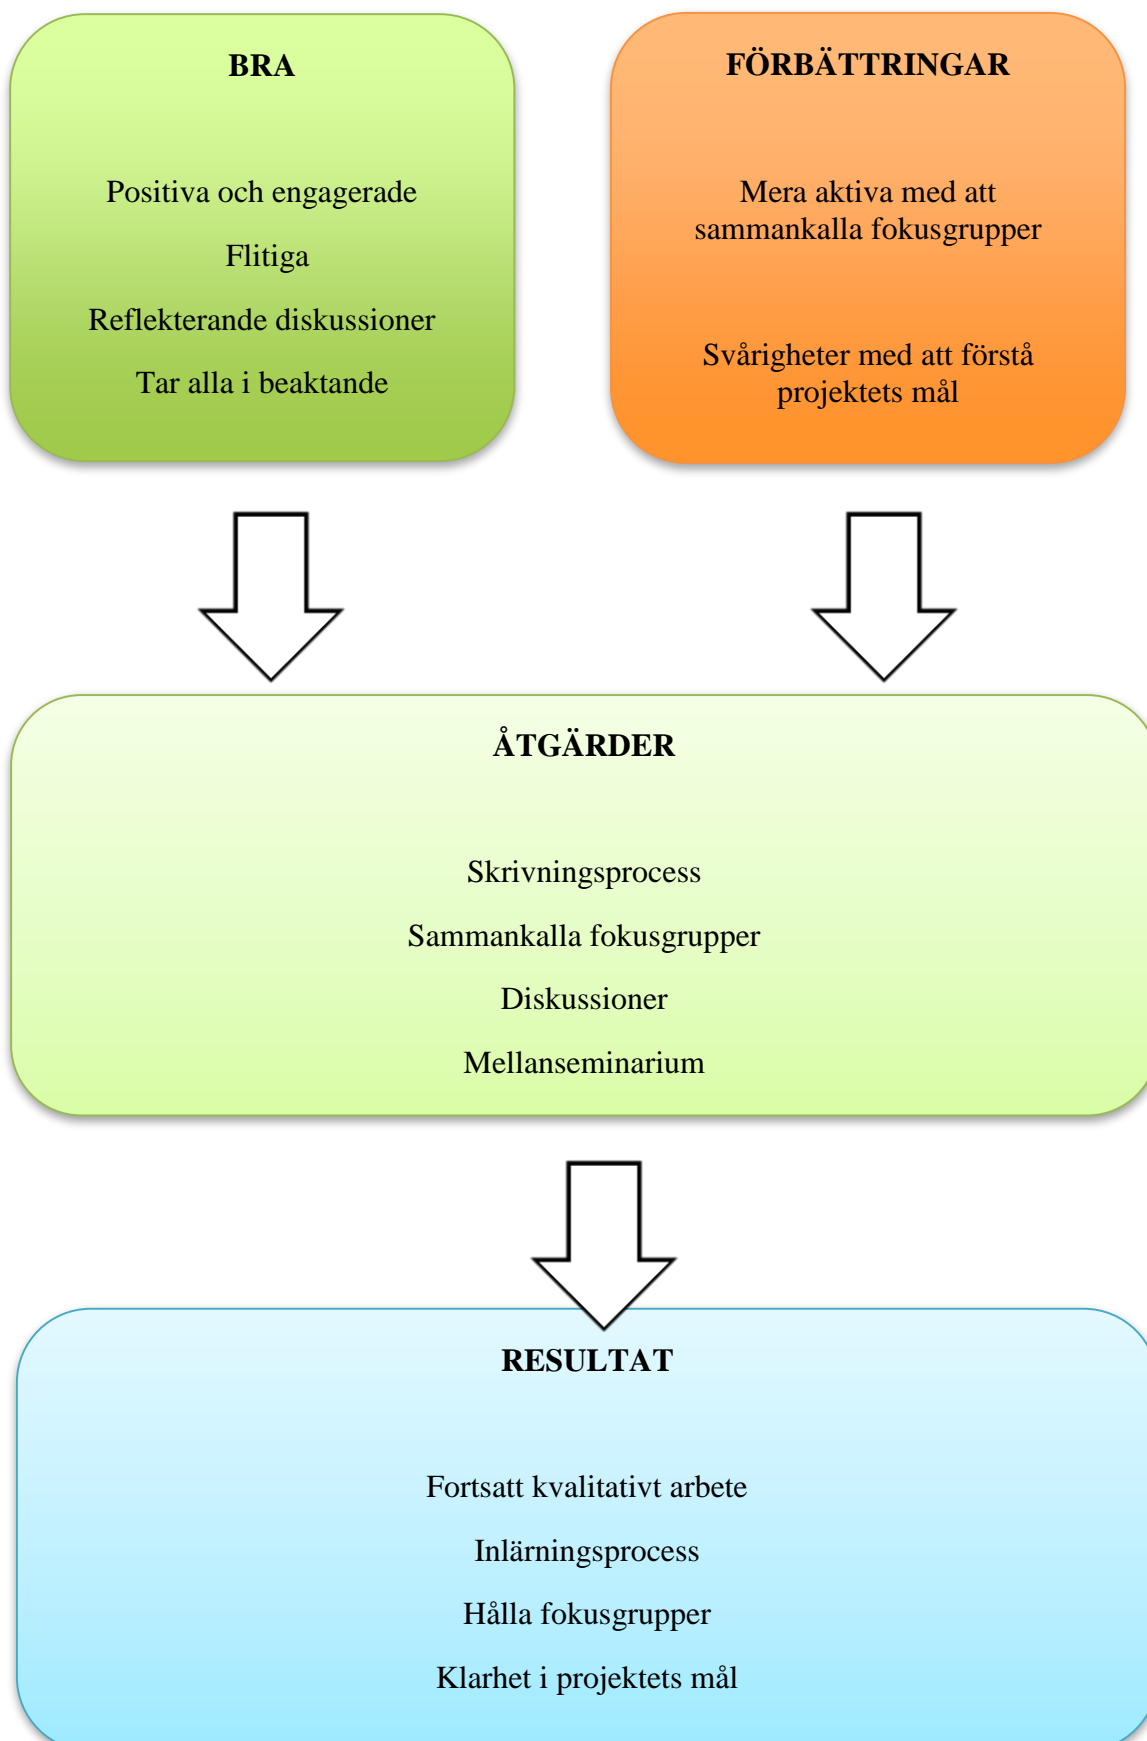 BRA
Positiva och engagerade
Flitiga
Reflekterande diskussioner
Tar alla i beaktande
FÖRBÄTTRINGAR
Mera aktiva med att
sammankalla fokusgrupper
Svårigheter med att förstå
projektets mål
ÅTGÄRDER
Skrivningsprocess
Sammankalla fokusgrupper
Diskussioner
Mellanseminarium
RESULTAT
Fortsatt kvalitativt arbete
Inlärningsprocess
Hålla fokusgrupper
Klarhet i projektets mål